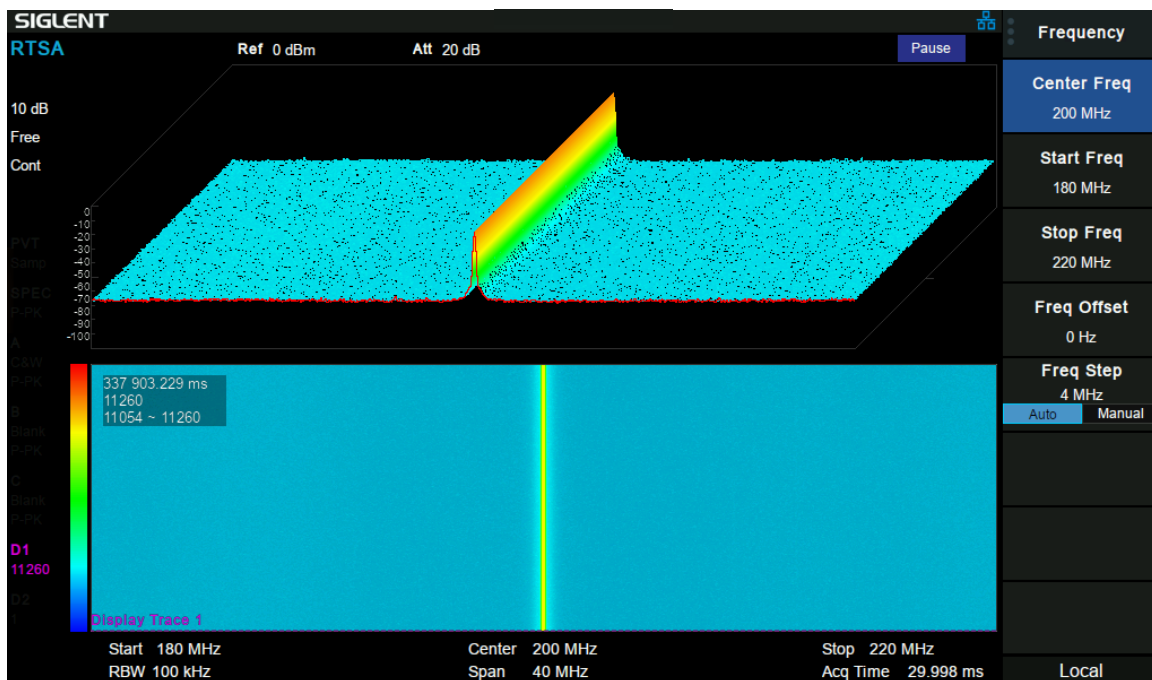 SIGLENT
RTSA
Ref 0 dBm
Att 20 dB
Pause
10 dB
Free
Cont
0
-10
-20
-30
-40
-50
-60
-70
-80
-90
-100
PVT
Samp
SPEC
P-PK
A
C&W
P-PK
B
Blank
P-PK
C
Blank
P-PK
D1
11260
D2
1
337 903.229 ms
11260
11054 ~ 11260
Display Trace 1
Start 180 MHz
Center 200 MHz
Stop 220 MHz
RBW 100 kHz
Span 40 MHz
Acq Time 29.998 ms
Frequency
Center Freq
200 MHz
Start Freq
180 MHz
Stop Freq
220 MHz
Freq Offset
0 Hz
Freq Step
4 MHz
Auto Manual
Local